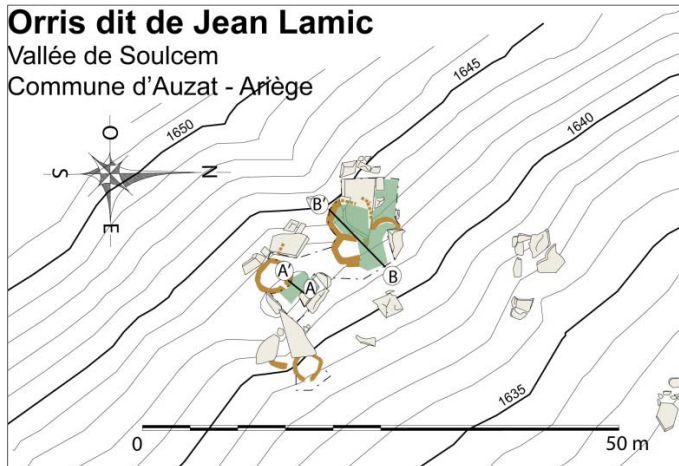 Orris dit de Jean Lamic
Vallée de Soulcem
Commune d'Auzat - Ariège
1645
1640
1650
O
S
N
E
B'
B
A'
A
1635
0
50 m